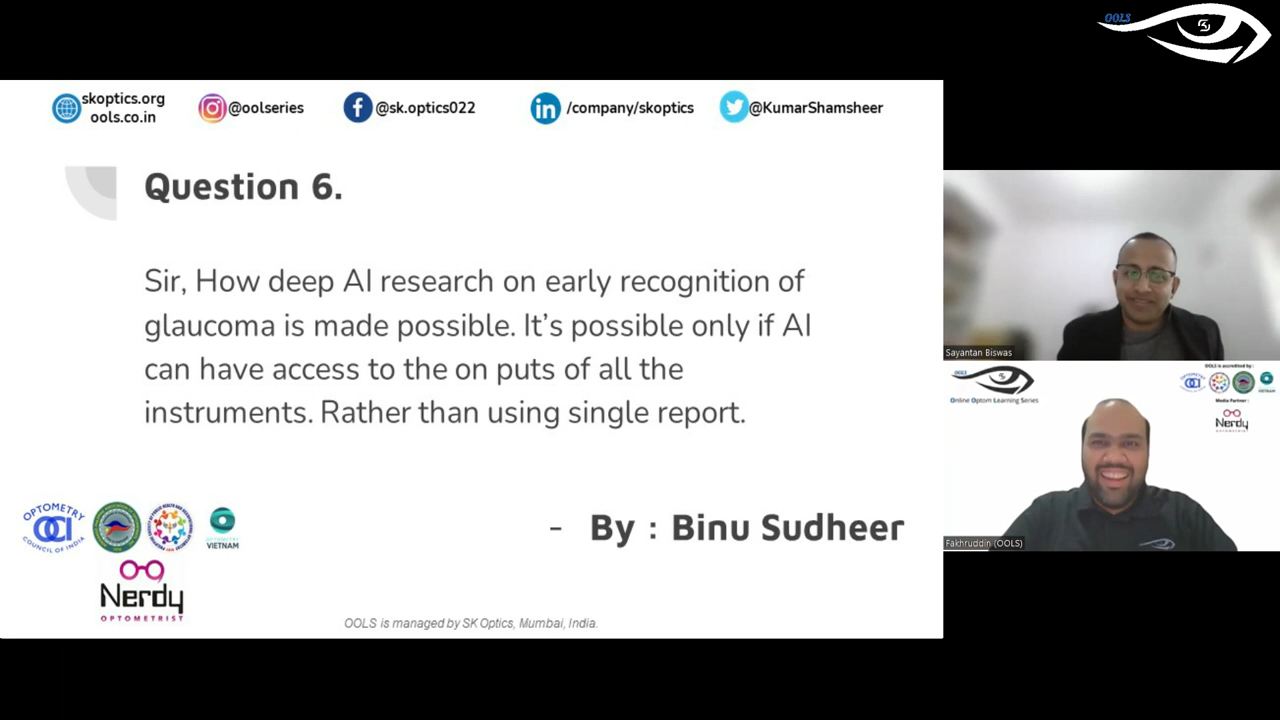 OOLS
skoptics.org
ools.co.in
@oolseries
@sk.optics022
/company/skoptics
@KumarShamsheer
Question 6.
Sir, How deep AI research on early recognition of
glaucoma is made possible. It's possible only if AI
can have access to the on puts of all the
instruments. Rather than using single report.
- By : Binu Sudheer
OPTOMETRY
OCI
COUNCIL OF INDIA
VIETNAM
Nerdy
OPTOMETRIST
OOLS is managed by SK Optics, Mumbai, India.
Sayantan Biswas
OOLS
Online Optom Learning Series
OOLS is accredited by :
VIETNAM
Media Partner :
Nerdy
Fakhruddin (OOLS)